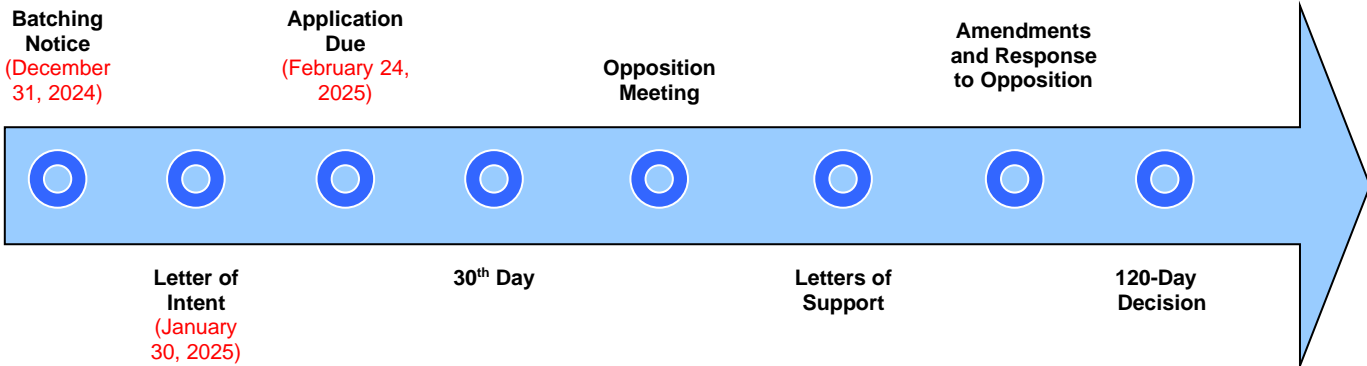 Batching
Notice
(December
31, 2024)
Application
Due
(February 24,
2025)
Opposition
Meeting
Amendments
and Response
to Opposition
Letter of
Intent
(January
30, 2025)
30th Day
Letters of
Support
120-Day
Decision